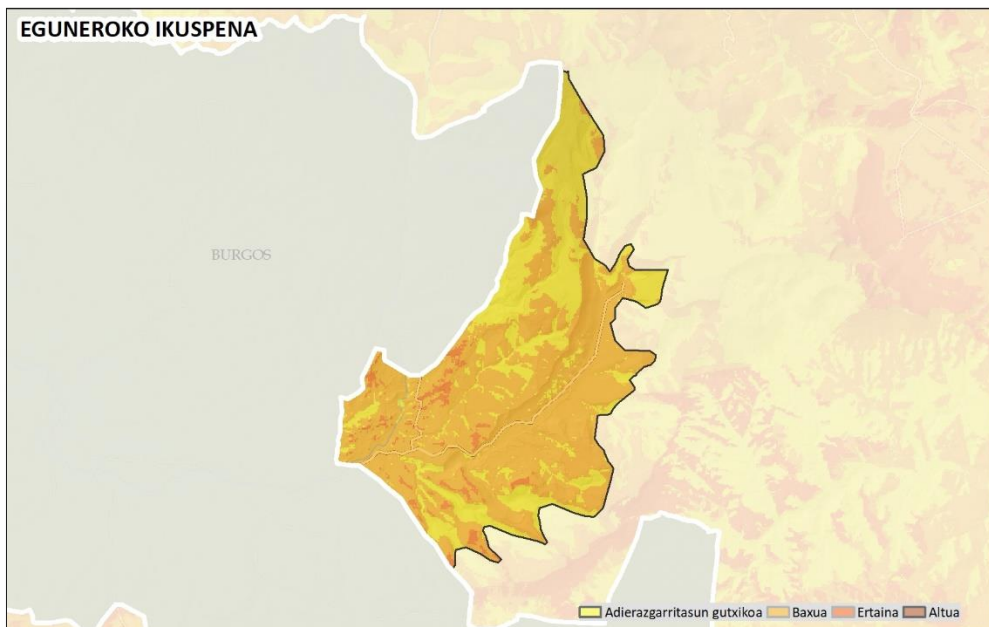 EGUNEROKO IKUSPENA
BURGOS
Adierazgarritasun gutxikoa Baxua Ertaina Altua